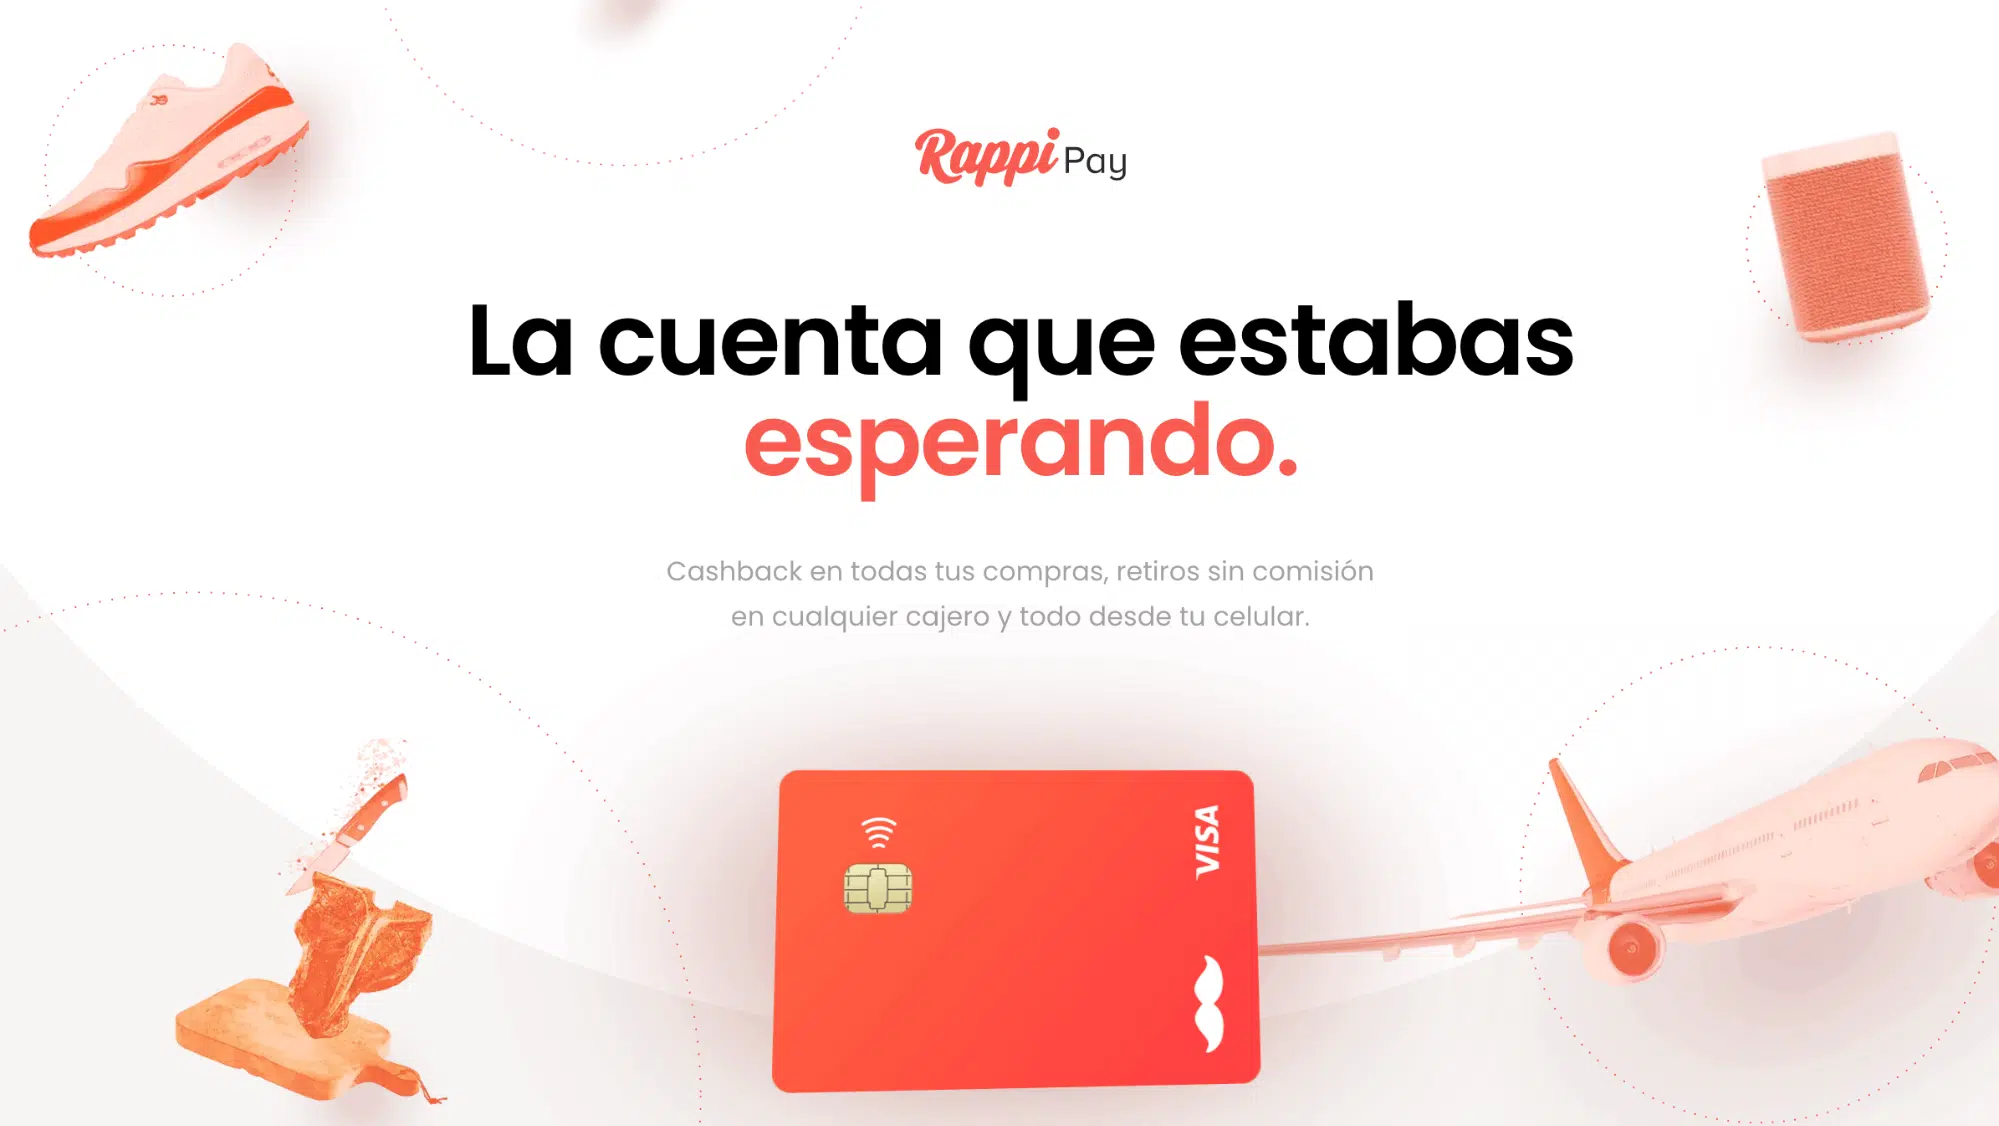 Rappi Pay
La cuenta que estabas
esperando.
Cashback en todas tus compras, retiros sin comisión
en cualquier cajero y todo desde tu celular.
VISA